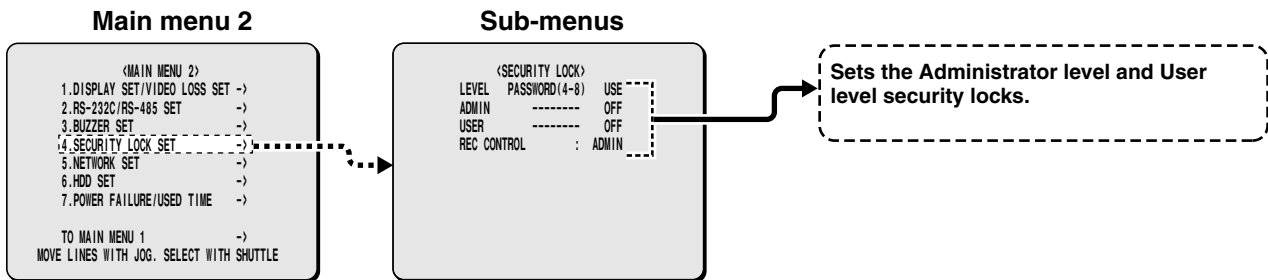 Main menu 2
<MAIN MENU 2>
1.DISPLAY SET/VIDEO LOSS SET ->
2.RS-232C/RS-485 SET ->
3.BUZZER SET ->
4.SECURITY LOCK SET ->
5.NETWORK SET ->
6.HDD SET ->
7.POWER FAILURE/USED TIME ->
TO MAIN MENU 1 ->
MOVE LINES WITH JOG. SELECT WITH SHUTTLE
Sub-menus
<SECURITY LOCK>
LEVEL PASSWORD(4-8) USE
ADMIN -------- OFF
USER -------- OFF
REC CONTROL : ADMIN
Sets the Administrator level and User
level security locks.